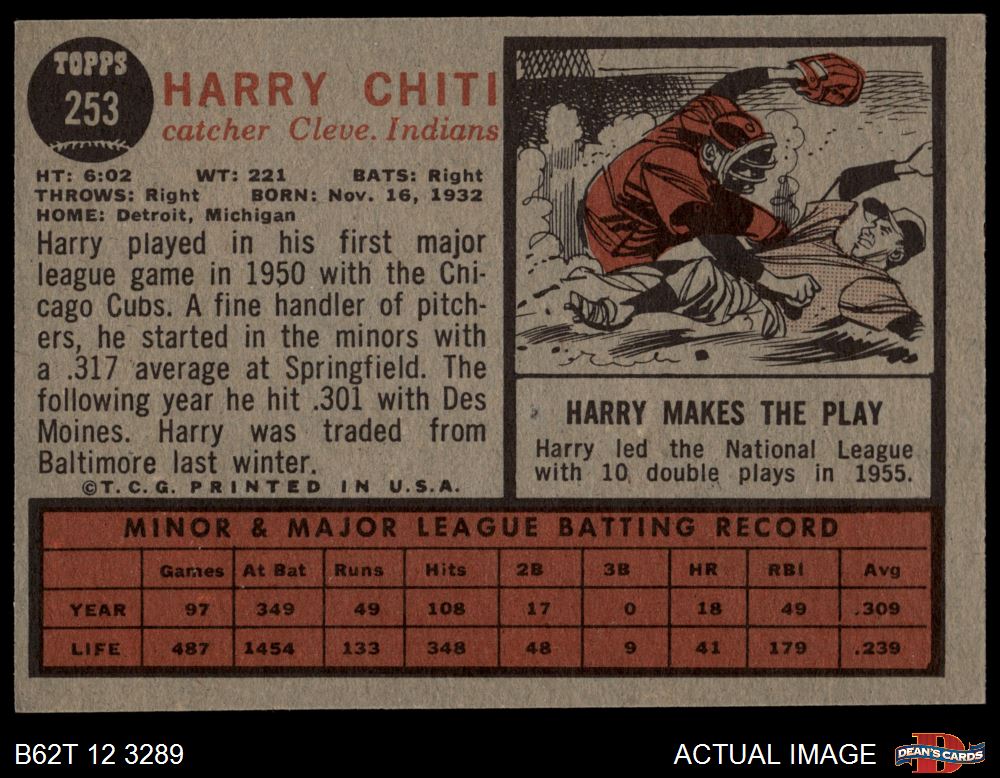 TOPPS
253
HARRY CHITI
catcher Cleve. Indians
HT: 6:02 WT: 221 BATS: Right
THROWS: Right BORN: Nov. 16, 1932
HOME: Detroit, Michigan
Harry played in his first major
league game in 1950 with the Chi-
cago Cubs. A fine handler of pitch-
ers, he started in the minors with
a .317 average at Springfield. The
following year he hit .301 with Des
Moines. Harry was traded from
Baltimore last winter.
©T.C.G. PRINTED IN U.S.A.
HARRY MAKES THE PLAY
Harry led the National League
with 10 double plays in 1955.
MINOR & MAJOR LEAGUE BATTING RECORD
Games At Bat Runs Hits 2B 3B HR RBI Avg
YEAR 97 349 49 108 17 0 18 49 .309
LIFE 487 1454 133 348 48 9 41 179 .239
B62T 12 3289 ACTUAL IMAGE
D
DEAN'S CARDS